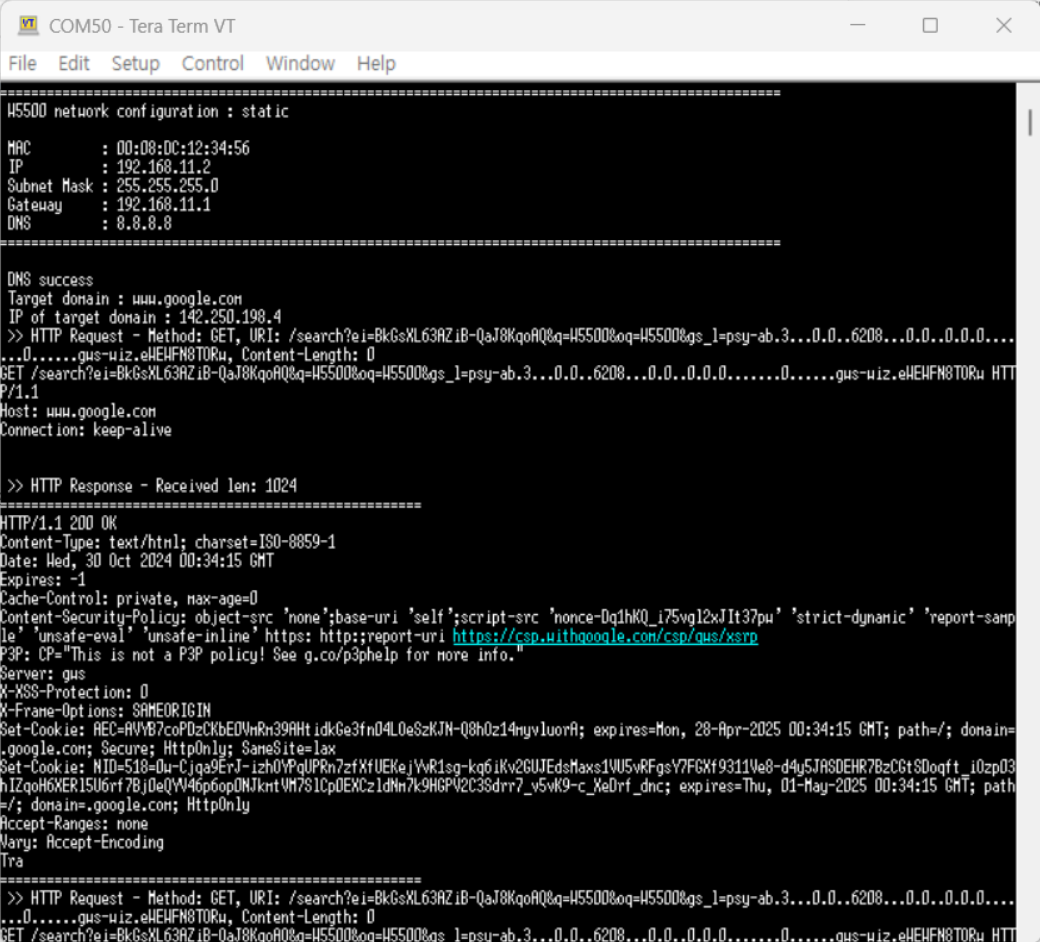 COM50 - Tera Term VT
File Edit Setup Control Window Help
====================================================================================================
W5500 network configuration : static
MAC : 00:08:DC:12:34:56
IP : 192.168.11.2
Subnet Mask : 255.255.255.0
Gateway : 192.168.11.1
DNS : 8.8.8.8
====================================================================================================
DNS success
Target domain : www.google.com
IP of target domain : 142.250.198.4
>> HTTP Request - Method: GET, URI: /search?ei=BkGsXL63AZiB-QaJ8KqoAQ&q=W5500&oq=W5500&gs_l=psy-ab.3...0.0..6208...0.0..0.0.0....
...0......gws-wiz.eWEWFN8TORw, Content-Length: 0
GET /search?ei=BkGsXL63AZiB-QaJ8KqoAQ&q=W5500&oq=W5500&gs_l=psy-ab.3...0.0..6208...0.0..0.0.0.......0......gws-wiz.eWEWFN8TORw HTT
P/1.1
Host: www.google.com
Connection: keep-alive
>> HTTP Response - Received len: 1024
======================================================
HTTP/1.1 200 OK
Content-Type: text/html; charset=ISO-8859-1
Date: Wed, 30 Oct 2024 00:34:15 GMT
Expires: -1
Cache-Control: private, max-age=0
Content-Security-Policy: object-src 'none';base-uri 'self';script-src 'nonce-Dq1hKQ_i75vgl2xJIt37pw' 'strict-dynamic' 'report-samp
le' 'unsafe-eval' 'unsafe-inline' https: http:;report-uri https://csp.withgoogle.com/csp/gws/xsrp
P3P: CP="This is not a P3P policy! See g.co/p3phelp for more info."
Server: gws
X-XSS-Protection: 0
X-Frame-Options: SAMEORIGIN
Set-Cookie: AEC=AVYB7coPDzCKbEDVmRm39AHtidkGe3fnD4L0eSzKJN-Q8hOz14myvluorA; expires=Mon, 28-Apr-2025 00:34:15 GMT; path=/; domain=
.google.com; Secure; HttpOnly; SameSite=lax
Set-Cookie: expires=Thu, 01-May-2025 00:34:15 GMT; path
=/; domain=.google.com; HttpOnly
Accept-Ranges: none
Vary: Accept-Encoding
Tra
======================================================
>> HTTP Request - Method: GET, URI: /search?ei=BkGsXL63AZiB-QaJ8KqoAQ&q=W5500&oq=W5500&gs_l=psy-ab.3...0.0..6208...0.0..0.0.0....
...0......gws-wiz.eWEWFN8TORw, Content-Length: 0
GET /search?ei=BkGsXL63AZiB-QaJ8KqoAQ&q=W5500&oq=W5500&gs_l=psy-ab.3...0.0..6208...0.0..0.0.0.......0......gws-wiz.eWEWFN8TORw HTT